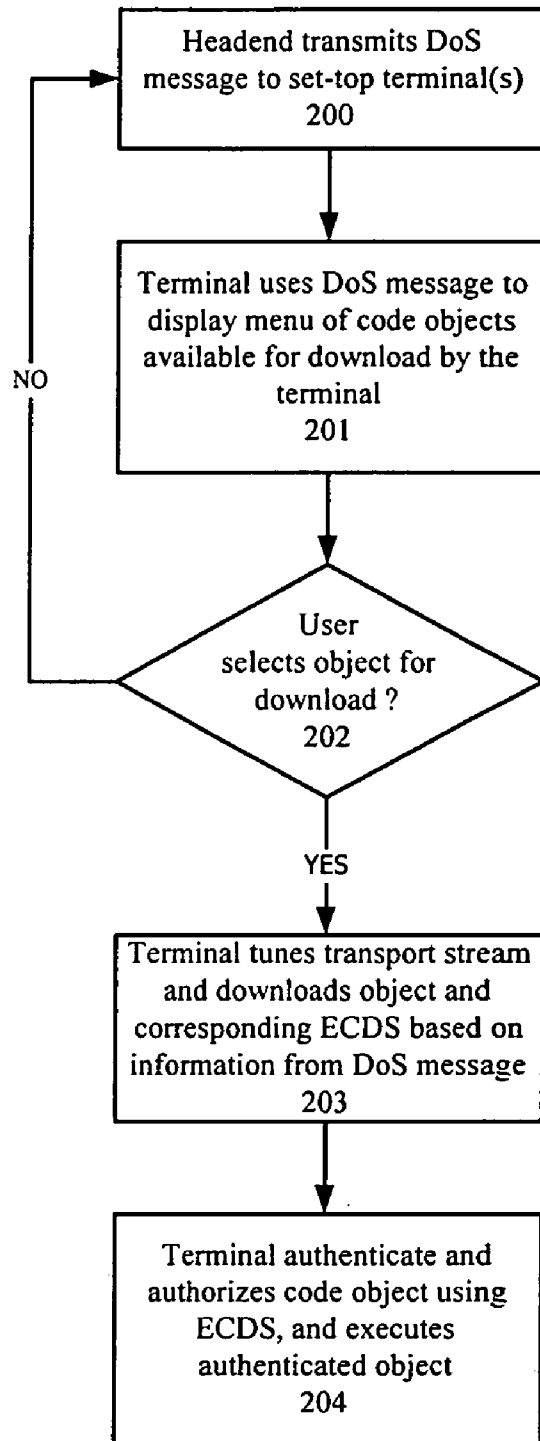 Headend transmits DoS
message to set-top terminal(s)
200
Terminal uses DoS message to
display menu of code objects
available for download by the
terminal
201
NO
User
selects object for
download ?
202
YES
Terminal tunes transport stream
and downloads object and
corresponding ECDS based on
information from DoS message
203
Terminal authenticate and
authorizes code object using
ECDS, and executes
authenticated object
204